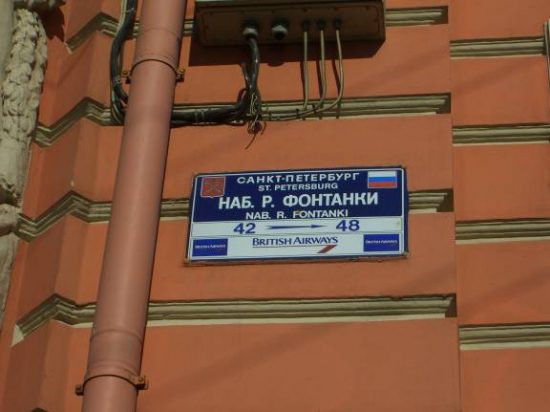 САНКТ-ПЕТЕРБУРГ
ST. PETERSBURG
НАБ. Р. ФОНТАНКИ
NAB. R. FONTANKI
42 48
BRITISH AIRWAYS BRITISH AIRWAYS BRITISH AIRWAYS